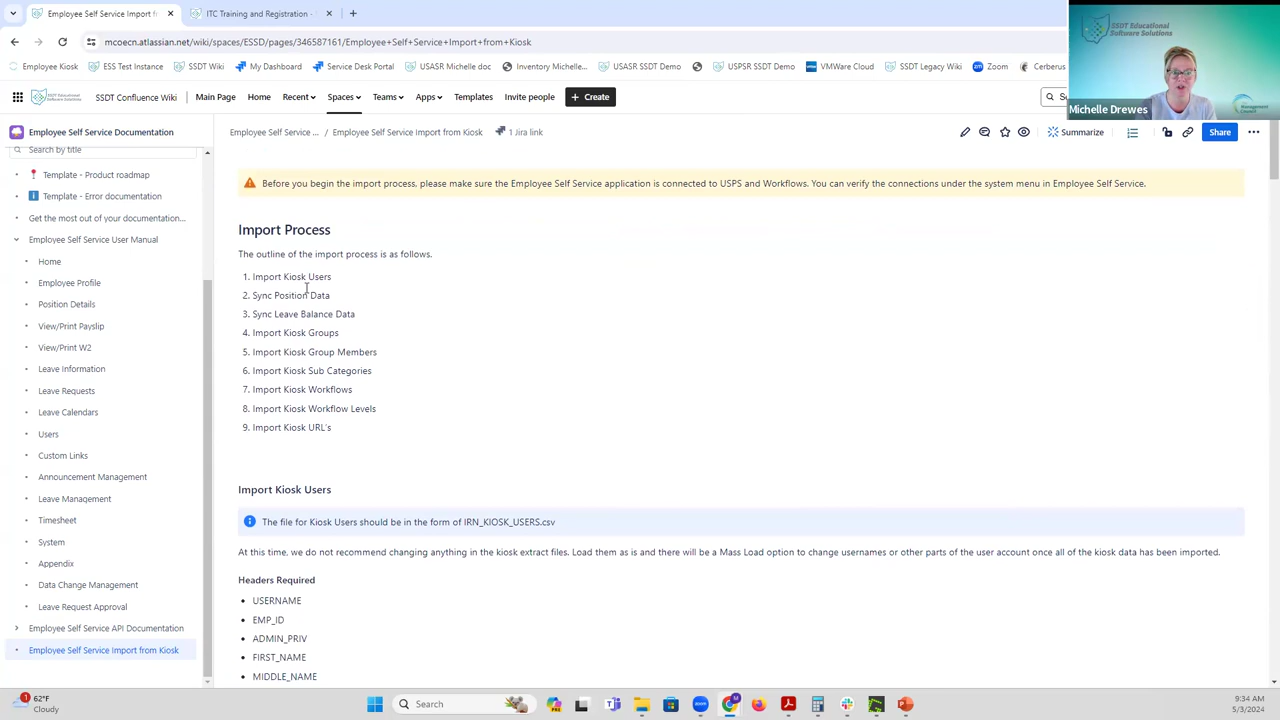 Employee Self Service Import fr
ITC Training and Registration -
mcoecn.atlassian.net/wiki/spaces/ESSD/pages/346587161/Employee+Self+Service+Import+from+Kiosk
Employee Kiosk
ESS Test Instance
SSDT Wiki
My Dashboard
Service Desk Portal
USASR Michelle doc
Inventory Michelle...
USASR SSDT Demo
USPSR SSDT Demo
VMWare Cloud
SSDT Legacy Wiki
Zoom
Cerberus
SSDT Educational
Software Solutions
Management
Council
Michelle Drewes
SSDT Confluence Wiki
Main Page
Home
Recent
Spaces
Teams
Apps
Templates
Invite people
Create
Employee Self Service Documentation
Search by title
Template - Product roadmap
Template - Error documentation
Get the most out of your documentation...
Employee Self Service User Manual
Home
Employee Profile
Position Details
View/Print Payslip
View/Print W2
Leave Information
Leave Requests
Leave Calendars
Users
Custom Links
Announcement Management
Leave Management
Timesheet
System
Appendix
Data Change Management
Leave Request Approval
Employee Self Service API Documentation
Employee Self Service Import from Kiosk
Employee Self Service ... / Employee Self Service Import from Kiosk
1 Jira link
Summarize
Share
Before you begin the import process, please make sure the Employee Self Service application is connected to USPS and Workflows. You can verify the connections under the system menu in Employee Self Service.
Import Process
The outline of the import process is as follows.
1. Import Kiosk Users
2. Sync Position Data
3. Sync Leave Balance Data
4. Import Kiosk Groups
5. Import Kiosk Group Members
6. Import Kiosk Sub Categories
7. Import Kiosk Workflows
8. Import Kiosk Workflow Levels
9. Import Kiosk URL's
Import Kiosk Users
The file for Kiosk Users should be in the form of IRN_KIOSK_USERS.csv
At this time, we do not recommend changing anything in the kiosk extract files. Load them as is and there will be a Mass Load option to change usernames or other parts of the user account once all of the kiosk data has been imported.
Headers Required
USERNAME
EMP_ID
ADMIN_PRIV
FIRST_NAME
MIDDLE_NAME
1
62°F
Cloudy
Search
9:34 AM
5/3/2024